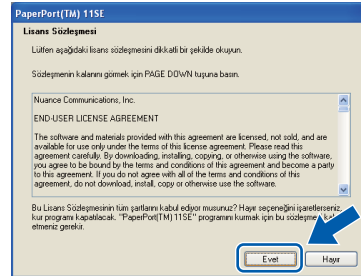 PaperPort(TM) 11SE
Lisans Sözleşmesi
Lütfen aşağıdaki lisans sözleşmesini dikkatli bir şekilde okuyun.
Sözleşmenin kalanını görmek için PAGE DOWN tuşuna basın.
Nuance Communications, Inc.
END-USER LICENSE AGREEMENT
The software and materials provided with this agreement are licensed, not sold, and are
available for use only under the terms of this license agreement. Please read this
agreement carefully. By downloading, installing, copying, or otherwise using the software,
you agree to be bound by the terms and conditions of this agreement and become a party
to this agreement. If you do not agree with all of the terms and conditions of this
agreement, do not download, install, copy or otherwise use the software.
Bu Lisans Sözleşmesinin tüm şartlarını kabul ediyor musunuz? Hayır seçeneğini işaretlerseniz,
kur programı kapatılacak. "PaperPort(TM) 11SE" programını kurmak için bu sözleşmeyi
etmeniz gerekir.
Evet
Hayır